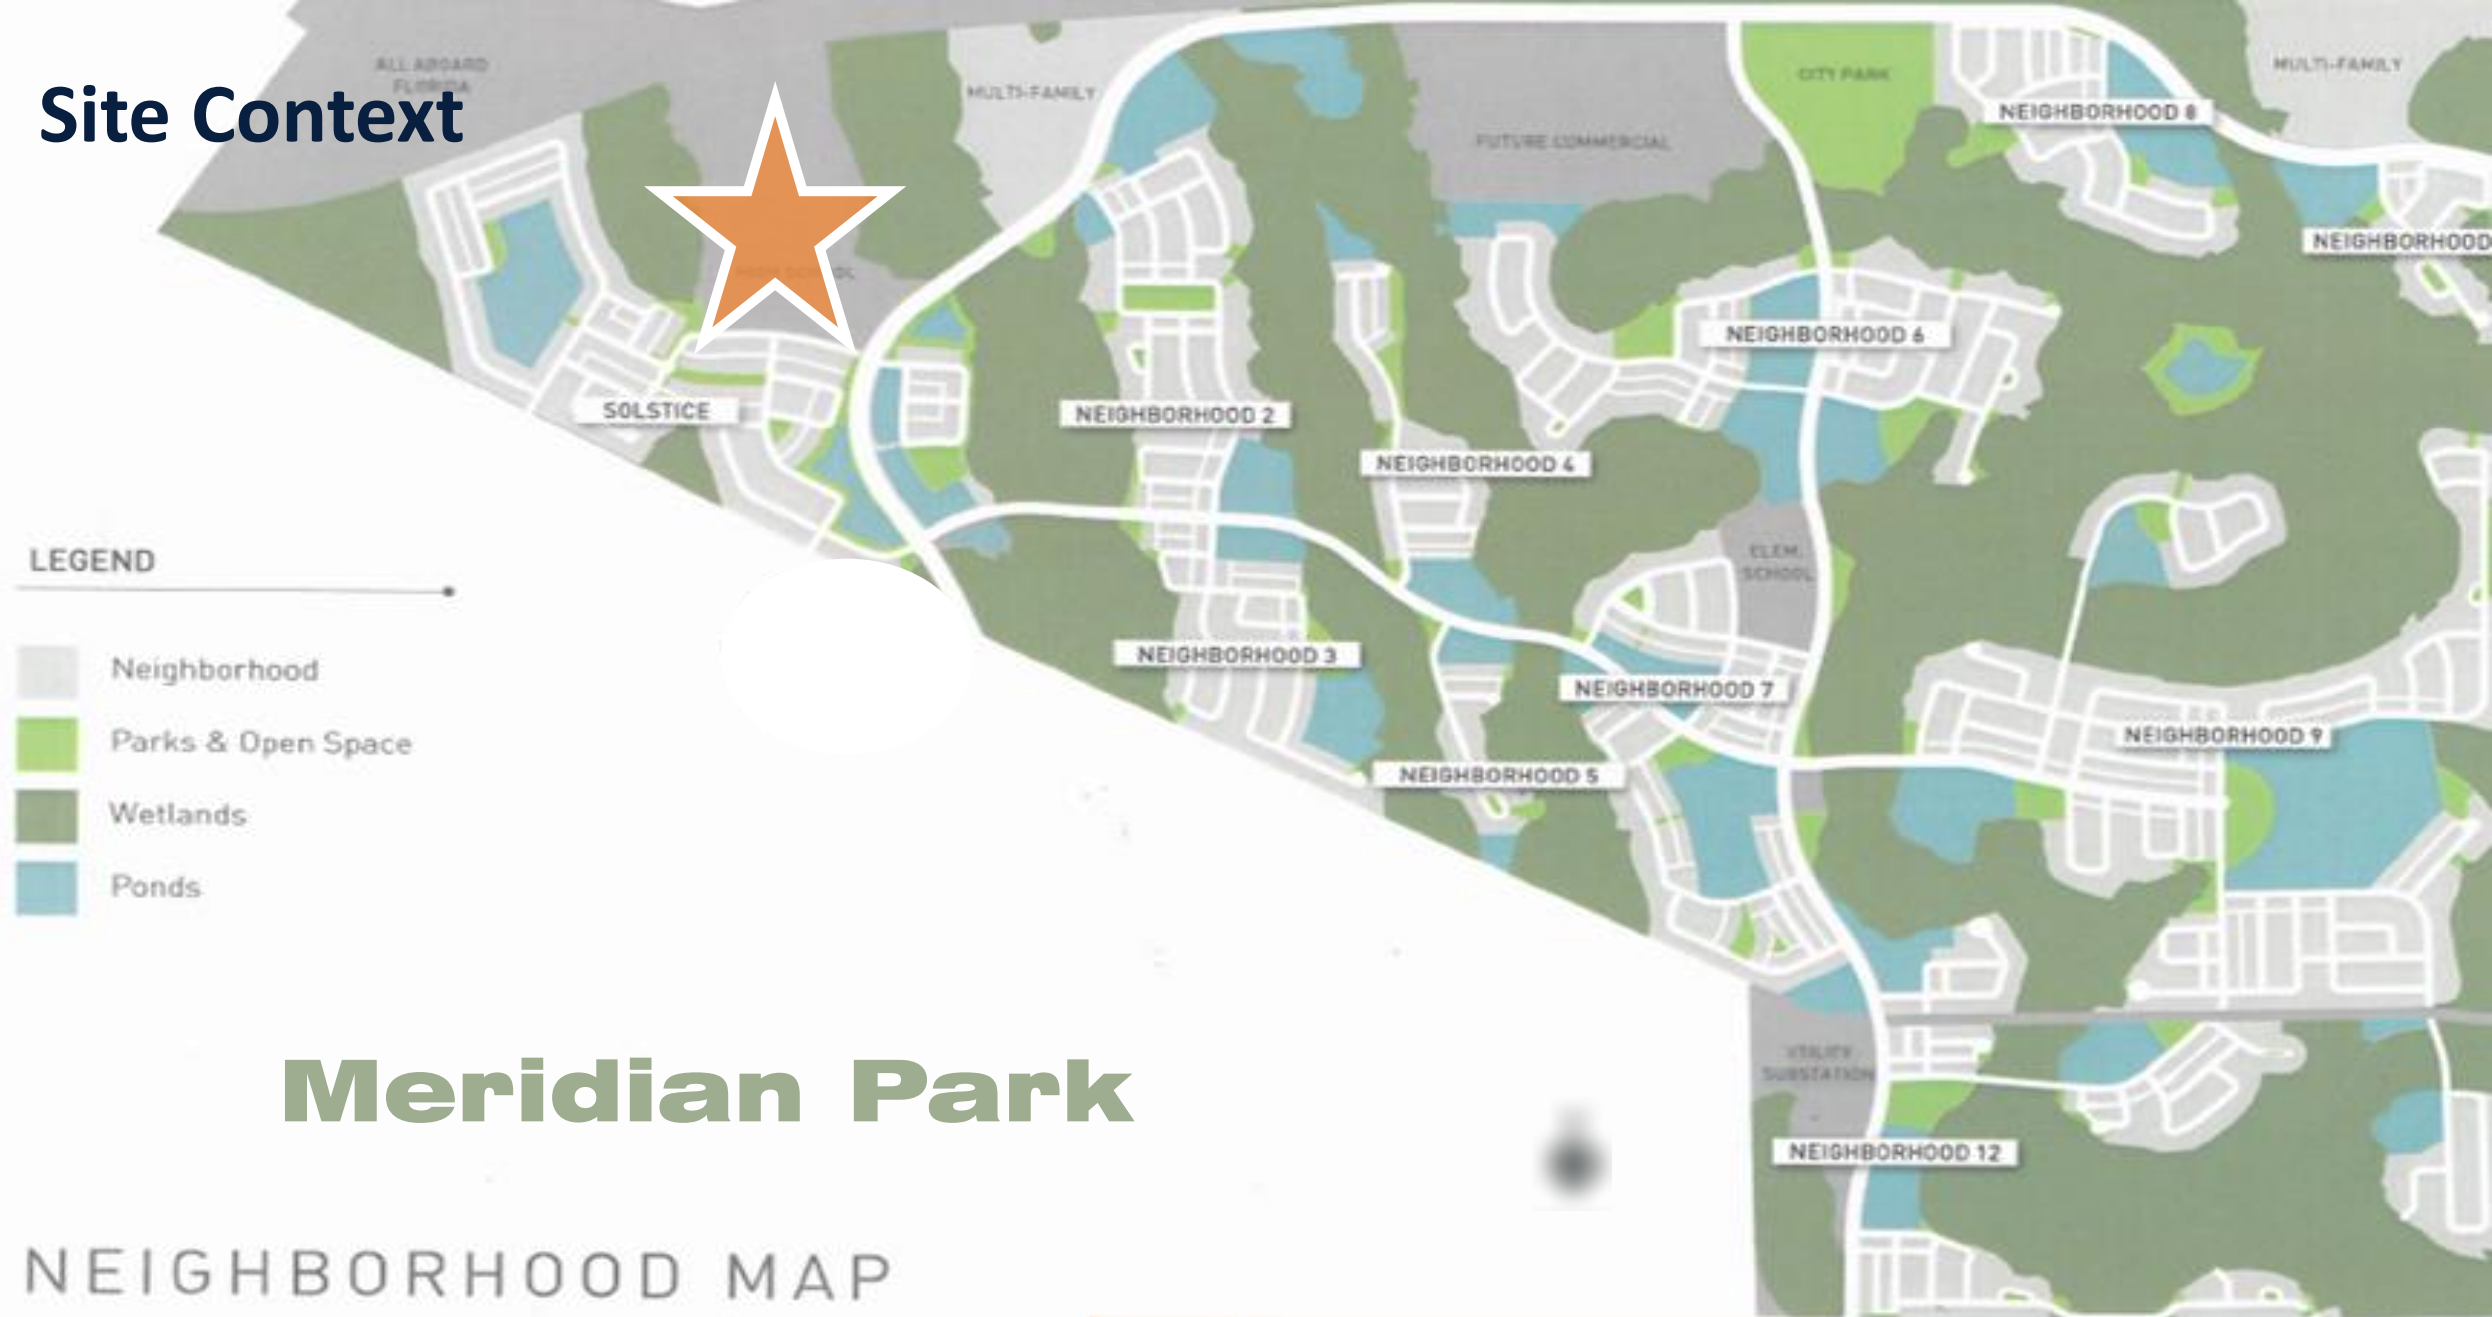 ALL ABOARD
FLORIDA
Site Context
MULTI-FAMILY
FUTURE COMMERCIAL
CITY PARK
NEIGHBORHOOD 8
MULTI-FAMILY
NEIGHBORHOOD
HIGH SCHOOL
NEIGHBORHOOD 6
SOLSTICE
NEIGHBORHOOD 2
NEIGHBORHOOD 4
ELEM.
SCHOOL
LEGEND
Neighborhood
Parks & Open Space
Wetlands
Ponds
NEIGHBORHOOD 3
NEIGHBORHOOD 7
NEIGHBORHOOD 5
NEIGHBORHOOD 9
UTILITY
SUBSTATION
NEIGHBORHOOD 12
Meridian Park
NEIGHBORHOOD MAP